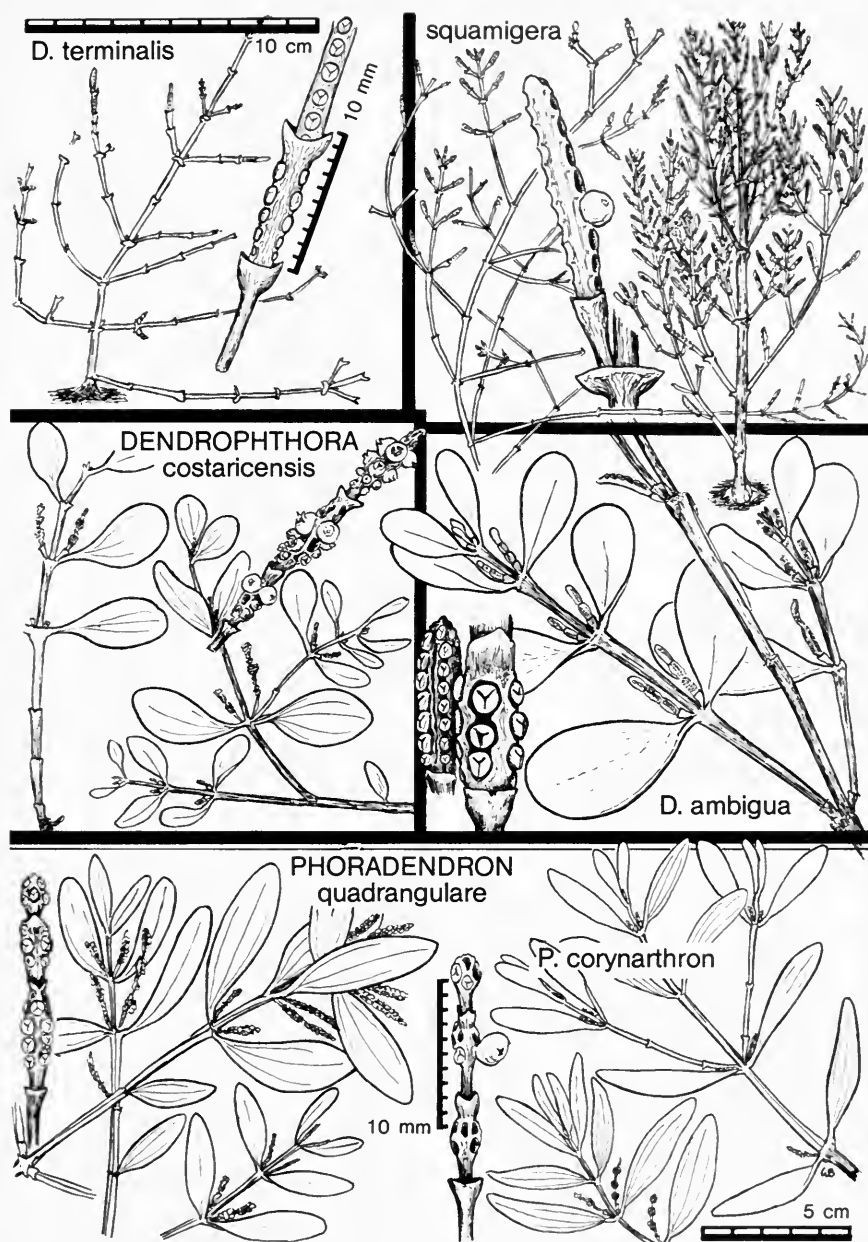 10 cm
D. terminalis
10 mm
squamigera
DENDROPHTHORA
costaricensis
D. ambigua
PHORADENDRON
quadrangulare
P. corynarthron
10 mm
5 cm